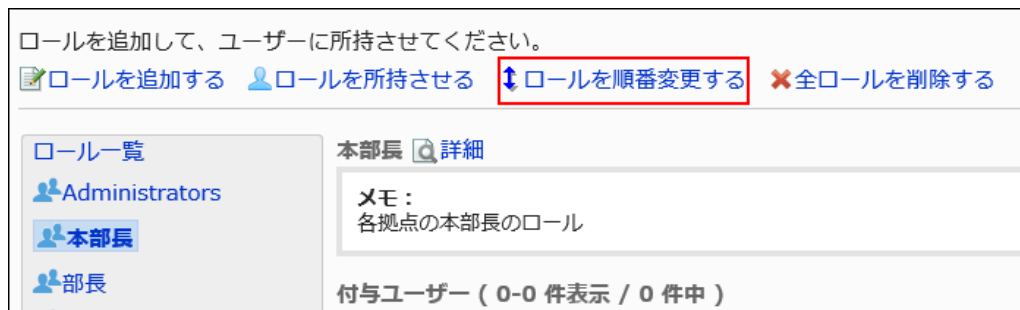 ロールを追加して、ユーザーに所持させてください。
ロールを追加する ロールを所持させる ロールを順番変更する 全ロールを削除する
ロール一覧
Administrators
本部長
部長
本部長 詳細
メモ：
各拠点の本部長のロール
付与ユーザー ( 0-0 件表示 / 0 件中 )